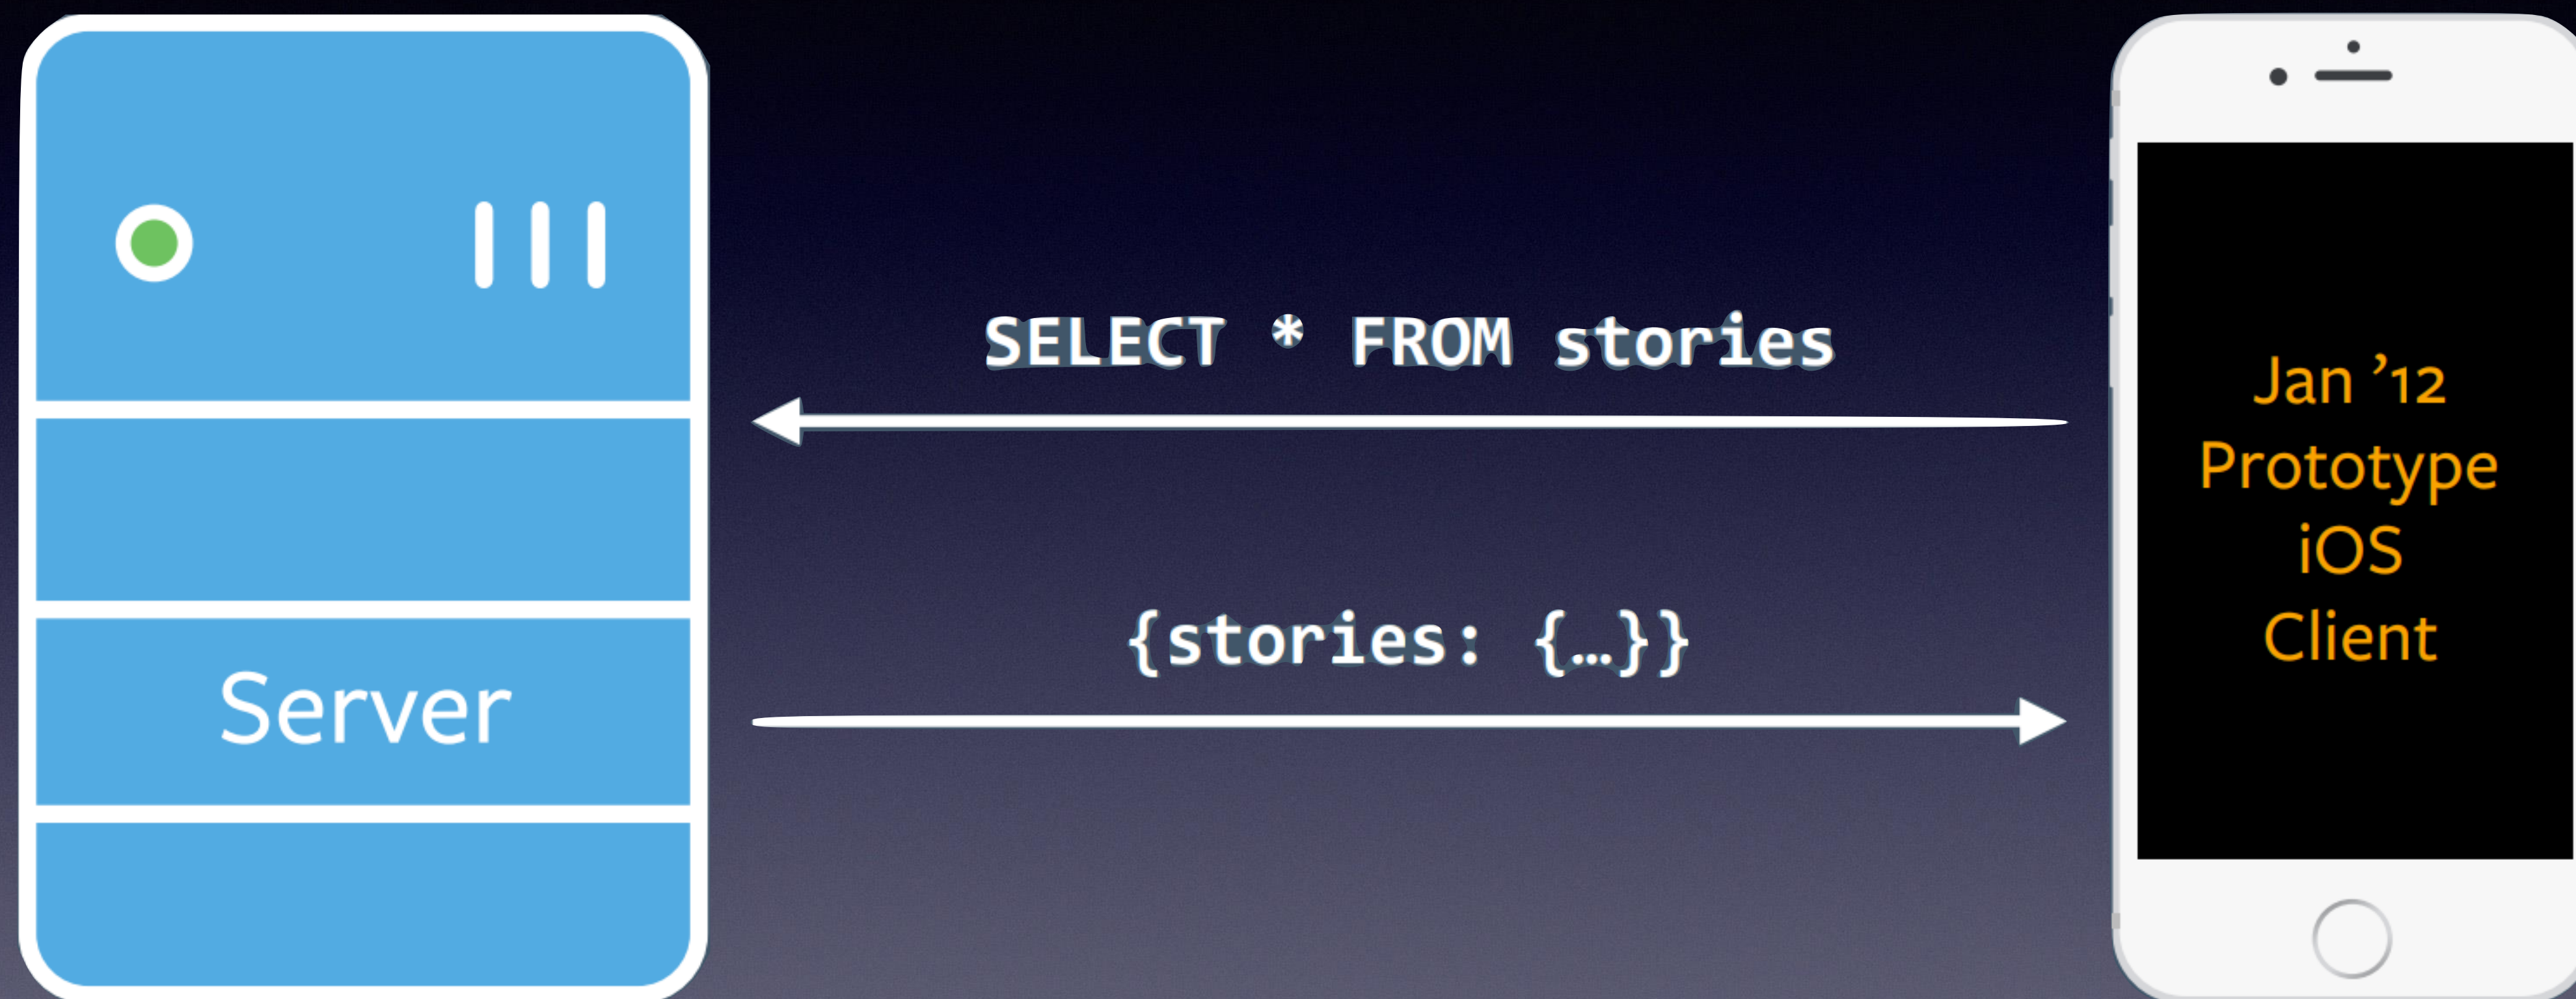 SELECT * FROM stories
{stories: {…}}
Server
Jan ’12
Prototype
iOS
Client